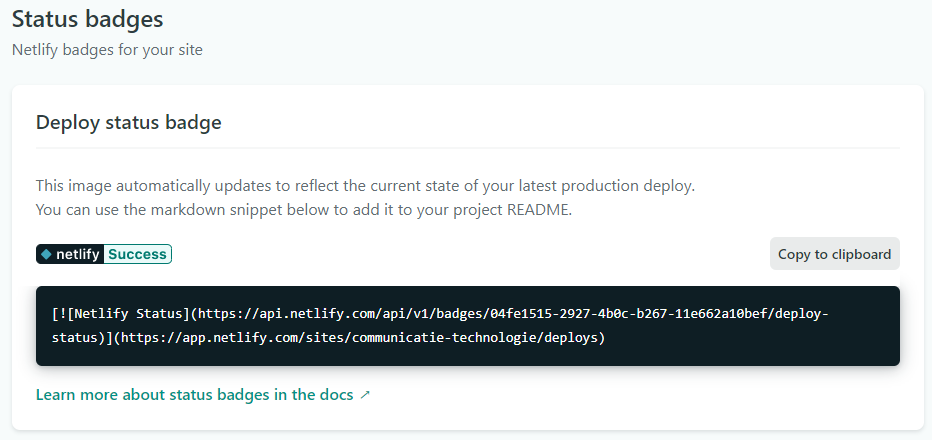 Status badges
Netlify badges for your site
Deploy status badge
This image automatically updates to reflect the current state of your latest production deploy.
You can use the markdown snippet below to add it to your project README.
netlify Success
Copy to clipboard
[![Netlify Status](https://api.netlify.com/api/v1/badges/04fe1515-2927-4b0c-b267-11e662a10bef/deploy-
status)](https://app.netlify.com/sites/communicatie-technologie/deploys)
Learn more about status badges in the docs ↗